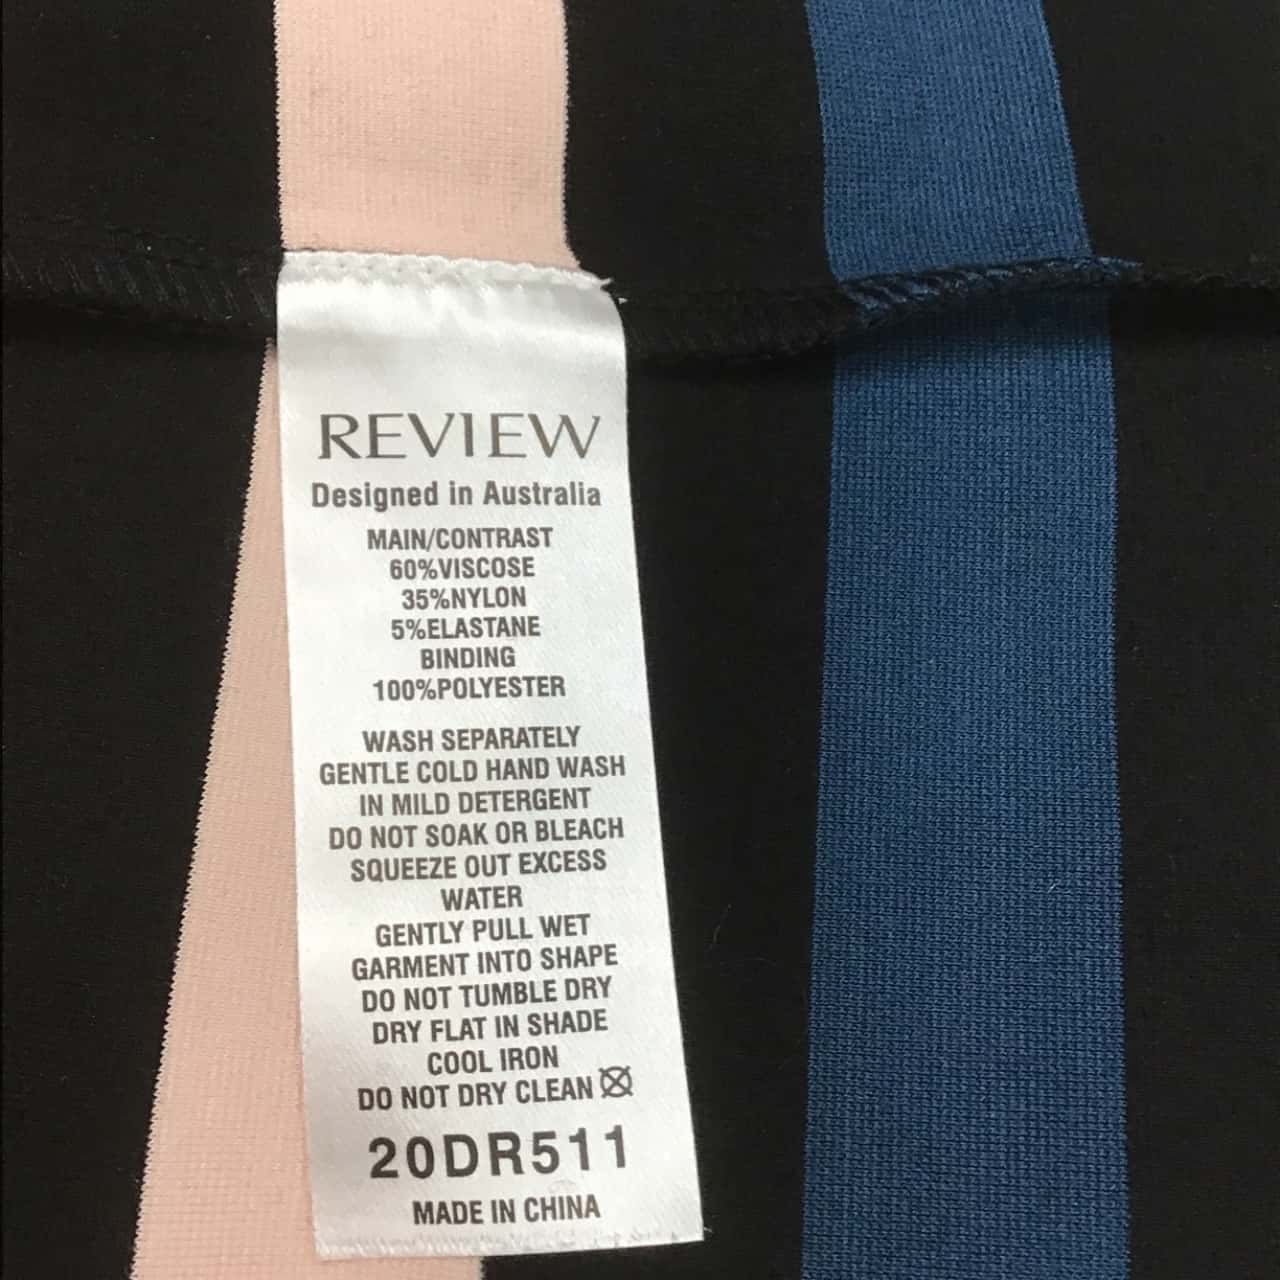 REVIEW
Designed in Australia
MAIN/CONTRAST
60%VISCOSE
35%NYLON
5%ELASTANE
BINDING
100%POLYESTER
WASH SEPARATELY
GENTLE COLD HAND WASH
IN MILD DETERGENT
DO NOT SOAK OR BLEACH
SQUEEZE OUT EXCESS
WATER
GENTLY PULL WET
GARMENT INTO SHAPE
DO NOT TUMBLE DRY
DRY FLAT IN SHADE
COOL IRON
DO NOT DRY CLEAN
20DR511
MADE IN CHINA